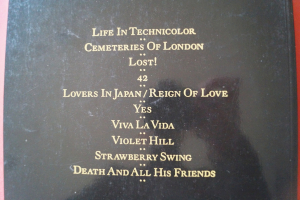 Life In Technicolor
Cemeteries Of London
Lost!
42
Lovers In Japan / Reign Of Love
Yes
Viva La Vida
Violet Hill
Strawberry Swing
Death And All His Friends